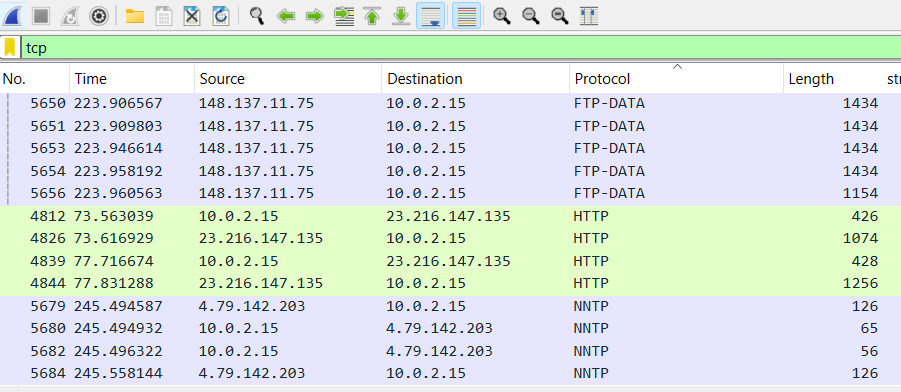 tcp
No. Time Source Destination Protocol Length str
5650 223.906567 148.137.11.75 10.0.2.15 FTP-DATA 1434
5651 223.909803 148.137.11.75 10.0.2.15 FTP-DATA 1434
5653 223.946614 148.137.11.75 10.0.2.15 FTP-DATA 1434
5654 223.958192 148.137.11.75 10.0.2.15 FTP-DATA 1434
5656 223.960563 148.137.11.75 10.0.2.15 FTP-DATA 1154
4812 73.563039 10.0.2.15 23.216.147.135 HTTP 426
4826 73.616929 23.216.147.135 10.0.2.15 HTTP 1074
4839 77.716674 10.0.2.15 23.216.147.135 HTTP 428
4844 77.831288 23.216.147.135 10.0.2.15 HTTP 1256
5679 245.494587 4.79.142.203 10.0.2.15 NNTP 126
5680 245.494932 10.0.2.15 4.79.142.203 NNTP 65
5682 245.496322 10.0.2.15 4.79.142.203 NNTP 56
5684 245.558144 4.79.142.203 10.0.2.15 NNTP 126